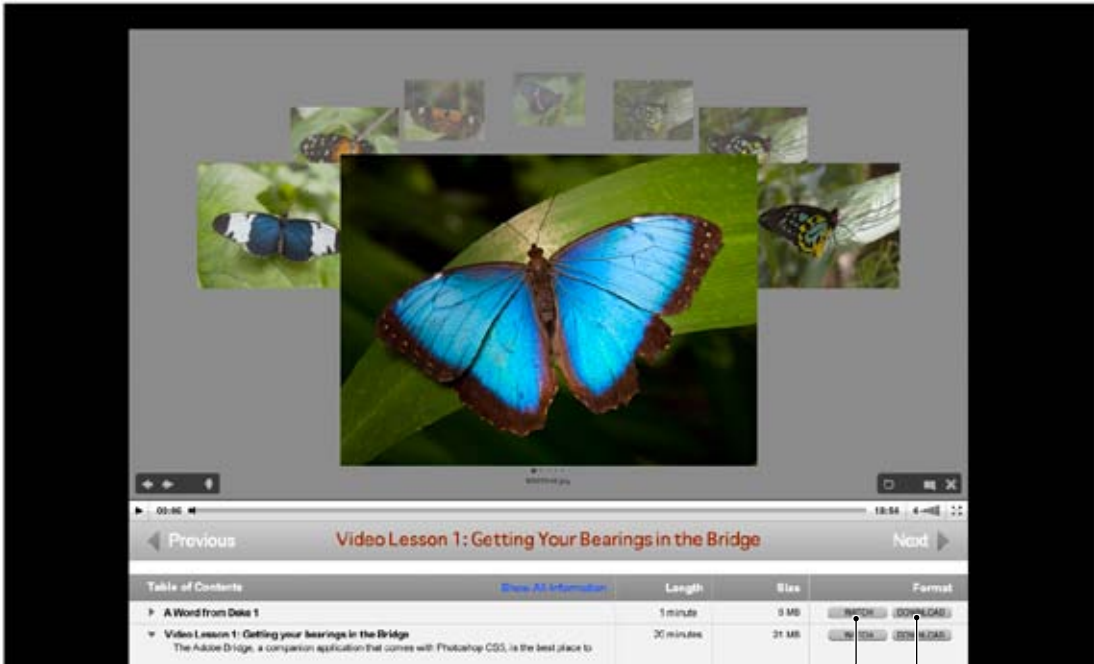 00:06
18:54
Previous
Video Lesson 1: Getting Your Bearings in the Bridge
Next
Table of Contents Show All Information Length Size Format
A Word from Deke 1 1 minute 9 MB WATCH DOWNLOAD
Video Lesson 1: Getting your bearings in the Bridge 20 minutes 31 MB WATCH DOWNLOAD
The Adobe Bridge, a companion application that comes with Photoshop CS5, is the best place to